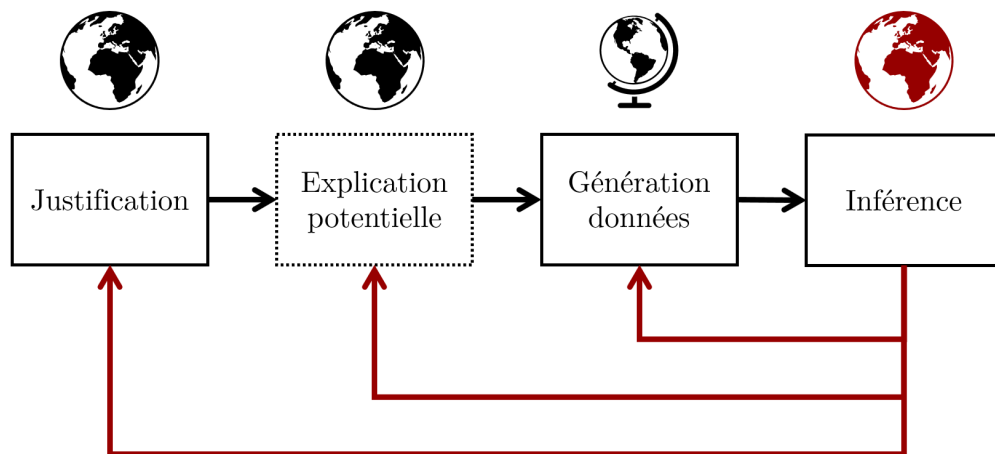 Justification
Explication
potentielle
Génération
données
Inférence